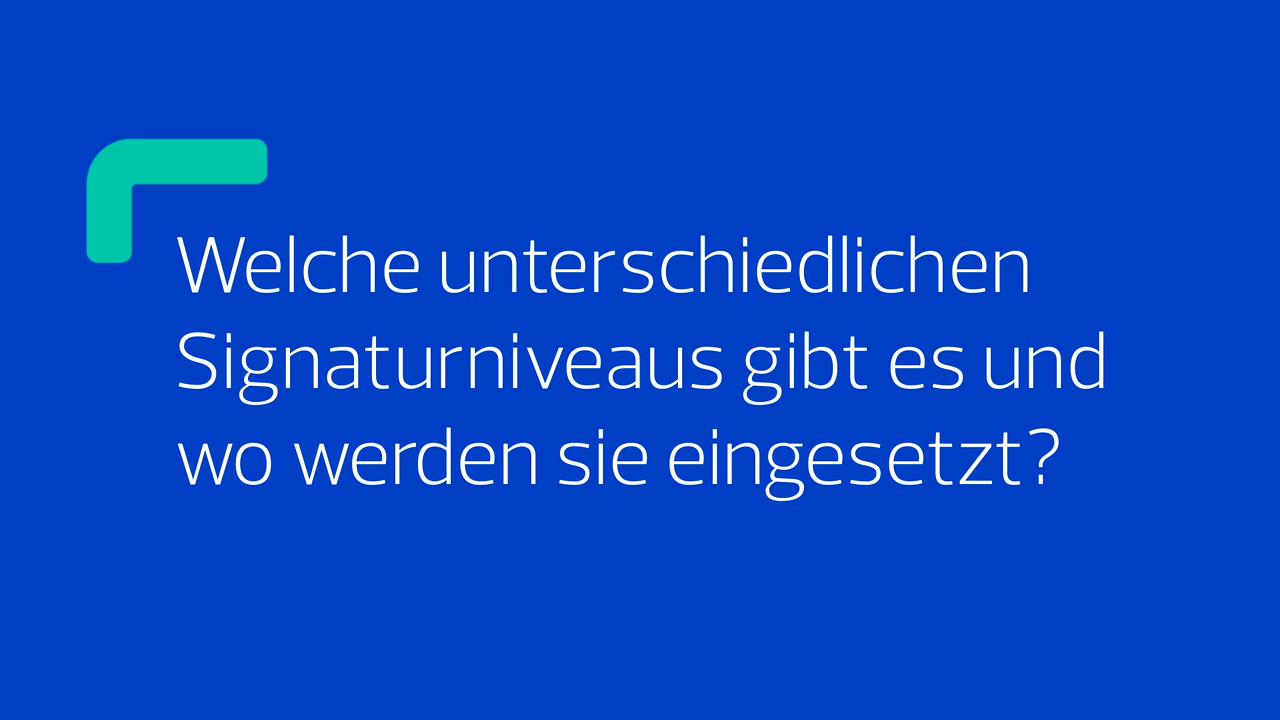 Welche unterschiedlichen
Signaturniveaus gibt es und
wo werden sie eingesetzt?